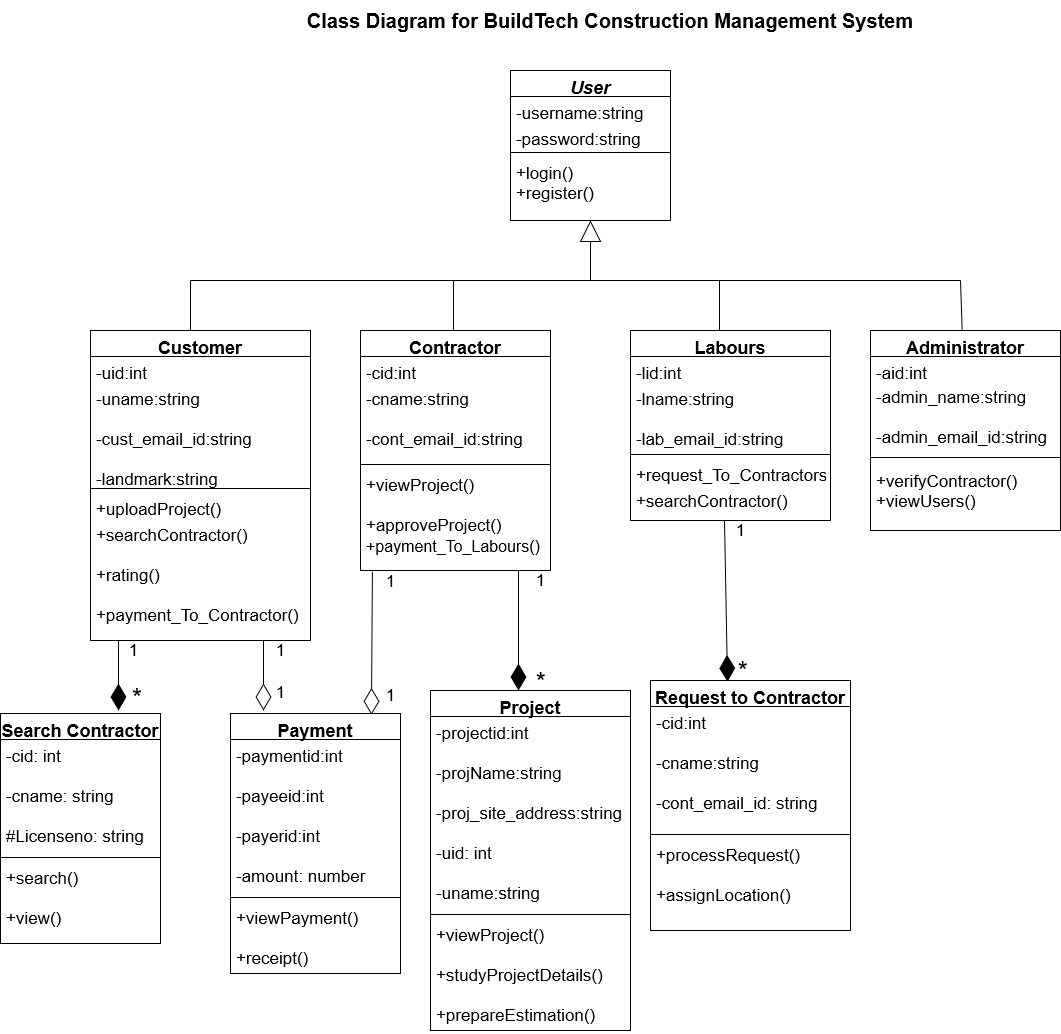 Class Diagram for BuildTech Construction Management System
User
-username:string
-password:string
+login()
+register()
Customer
-uid:int
-uname:string
-cust_email_id:string
-landmark:string
+uploadProject()
+searchContractor()
+rating()
+payment_To_Contractor()
Contractor
-cid:int
-cname:string
-cont_email_id:string
+viewProject()
+approveProject()
+payment_To_Labours()
Labours
-lid:int
-lname:string
-lab_email_id:string
+request_To_Contractors
+searchContractor()
Administrator
-aid:int
-admin_name:string
-admin_email_id:string
+verifyContractor()
+viewUsers()
1
*
1
1
1
1
1
*
1
*
Search Contractor
-cid: int
-cname: string
#Licenseno: string
+search()
+view()
Payment
-paymentid:int
-payeeid:int
-payerid:int
-amount: number
+viewPayment()
+receipt()
Project
-projectid:int
-projName:string
-proj_site_address:string
-uid: int
-uname:string
+viewProject()
+studyProjectDetails()
+prepareEstimation()
Request to Contractor
-cid:int
-cname:string
-cont_email_id: string
+processRequest()
+assignLocation()